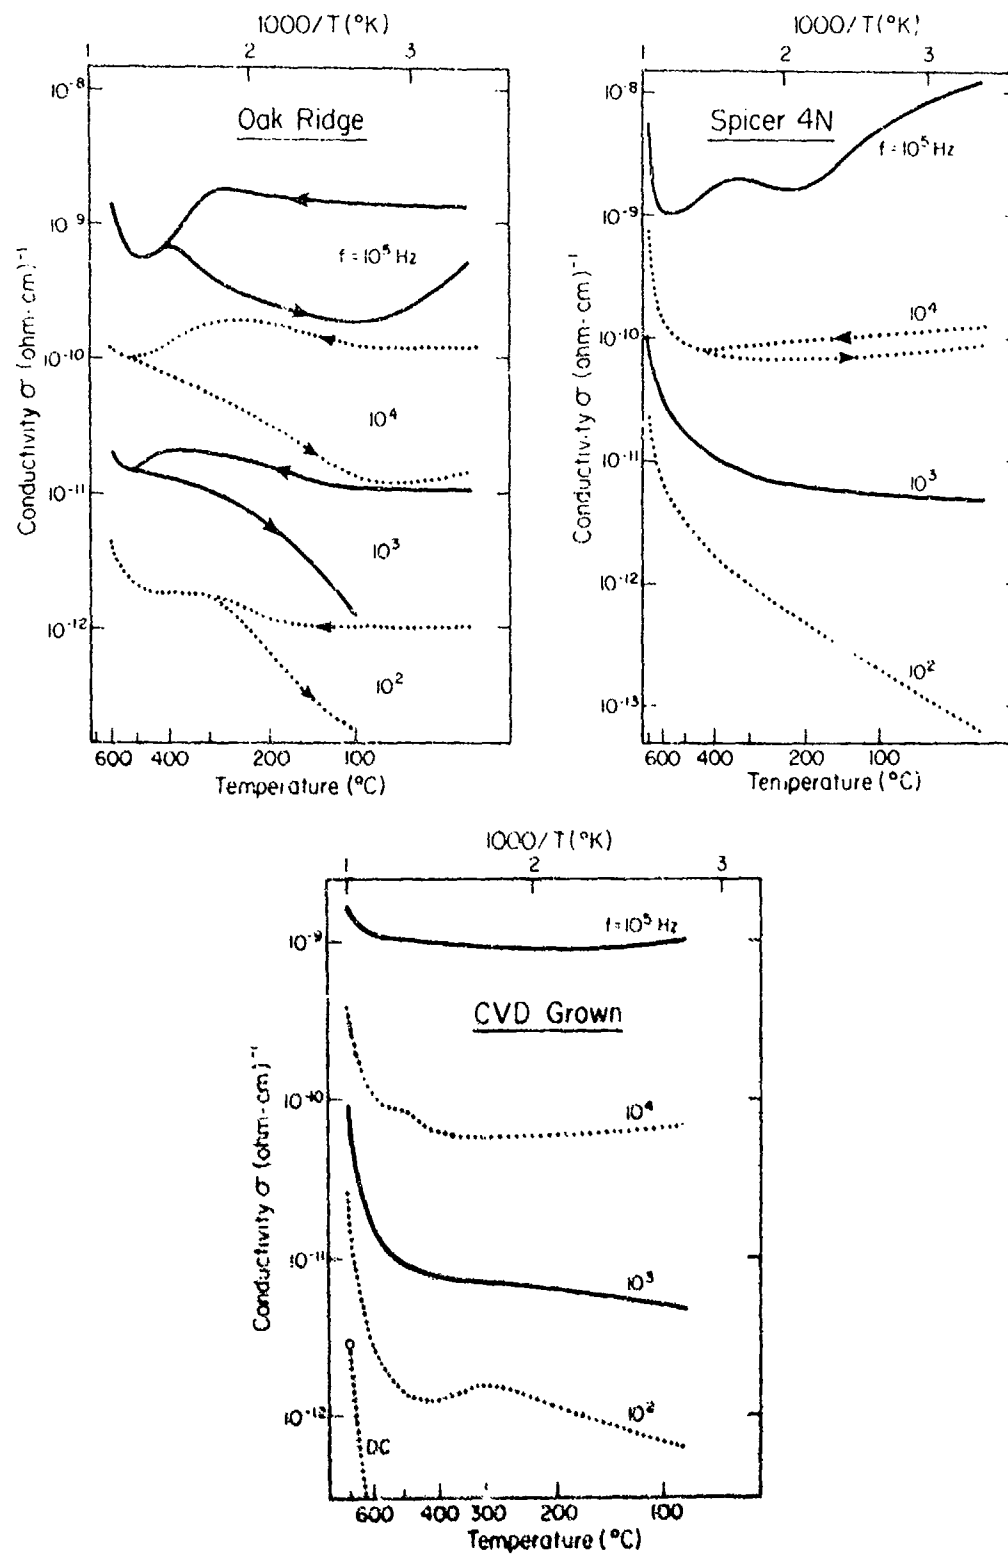 1000/T(°K)
1 2 3
Oak Ridge
10⁻⁸
10⁻⁹
10⁻¹⁰
10⁻¹¹
10⁻¹²
f = 10⁵ Hz
10⁴
10³
10²
Conductivity σ (ohm-cm)⁻¹
600 400 200 100
Temperature (°C)
1000/T(°K)
1 2 3
Spicer 4N
10⁻⁸
10⁻⁹
10⁻¹⁰
10⁻¹¹
10⁻¹²
10⁻¹³
f = 10⁵ Hz
10⁴
10³
10²
Conductivity σ (ohm-cm)⁻¹
600 400 200 100
Temperature (°C)
1000/T(°K)
1 2 3
CVD Grown
10⁻⁹
10⁻¹⁰
10⁻¹¹
10⁻¹²
f = 10⁵ Hz
10⁴
10³
10²
DC
Conductivity σ (ohm-cm)⁻¹
600 400 300 200 100
Temperature (°C)